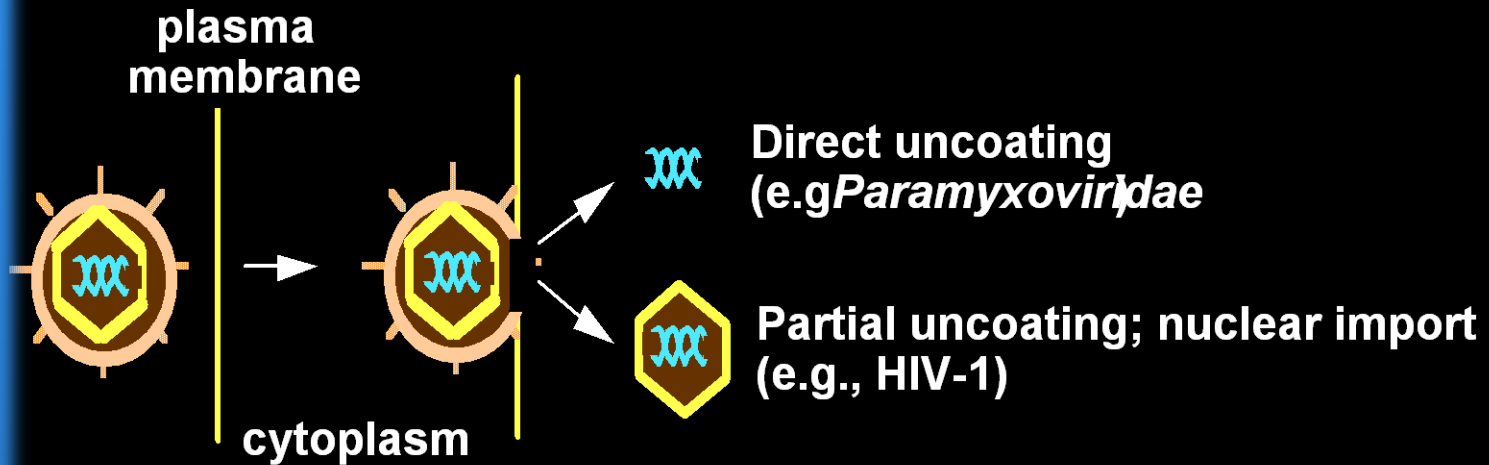 plasma
membrane
Direct uncoating
(e.gParamyxoviridae)
Partial uncoating; nuclear import
(e.g., HIV-1)
cytoplasm